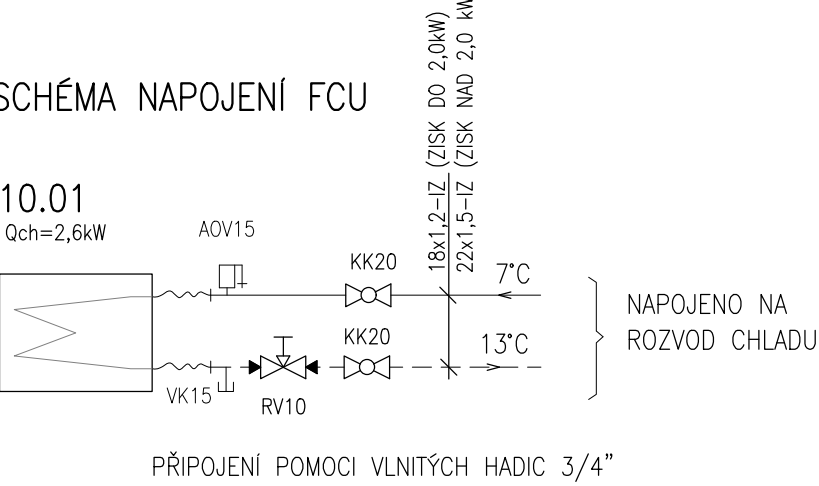 SCHÉMA NAPOJENÍ FCU
10.01
Qch=2,6kW
AOV15
KK20
18x1,2-IZ (ZISK DO 2,0kW)
22x1,5-IZ (ZISK NAD 2,0 kW
7°C
KK20
13°C
NAPOJENO NA
ROZVOD CHLADU
VK15
RV10
PŘIPOJENÍ POMOCI VLNITÝCH HADIC 3/4"